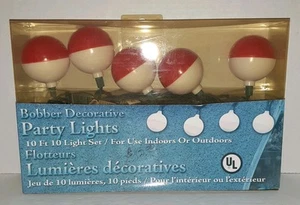 Bobber Decorative
Party Lights
10 Ft 10 Light Set / For Use Indoors Or Outdoors
Flotteurs
Lumières décoratives
Jeu de 10 lumières, 10 pieds / Pour l'intérieur ou l'extérieur
UL